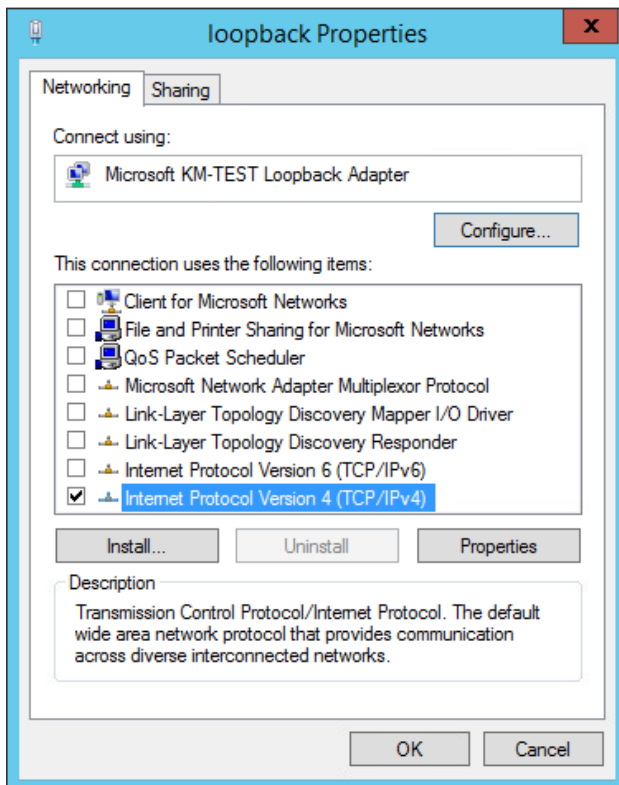 loopback Properties
x
Networking
Sharing
Connect using:
Microsoft KM-TEST Loopback Adapter
Configure...
This connection uses the following items:
Client for Microsoft Networks
File and Printer Sharing for Microsoft Networks
QoS Packet Scheduler
Microsoft Network Adapter Multiplexor Protocol
Link-Layer Topology Discovery Mapper I/O Driver
Link-Layer Topology Discovery Responder
Internet Protocol Version 6 (TCP/IPv6)
Internet Protocol Version 4 (TCP/IPv4)
Install...
Uninstall
Properties
Description
Transmission Control Protocol/Internet Protocol. The default
wide area network protocol that provides communication
across diverse interconnected networks.
OK
Cancel